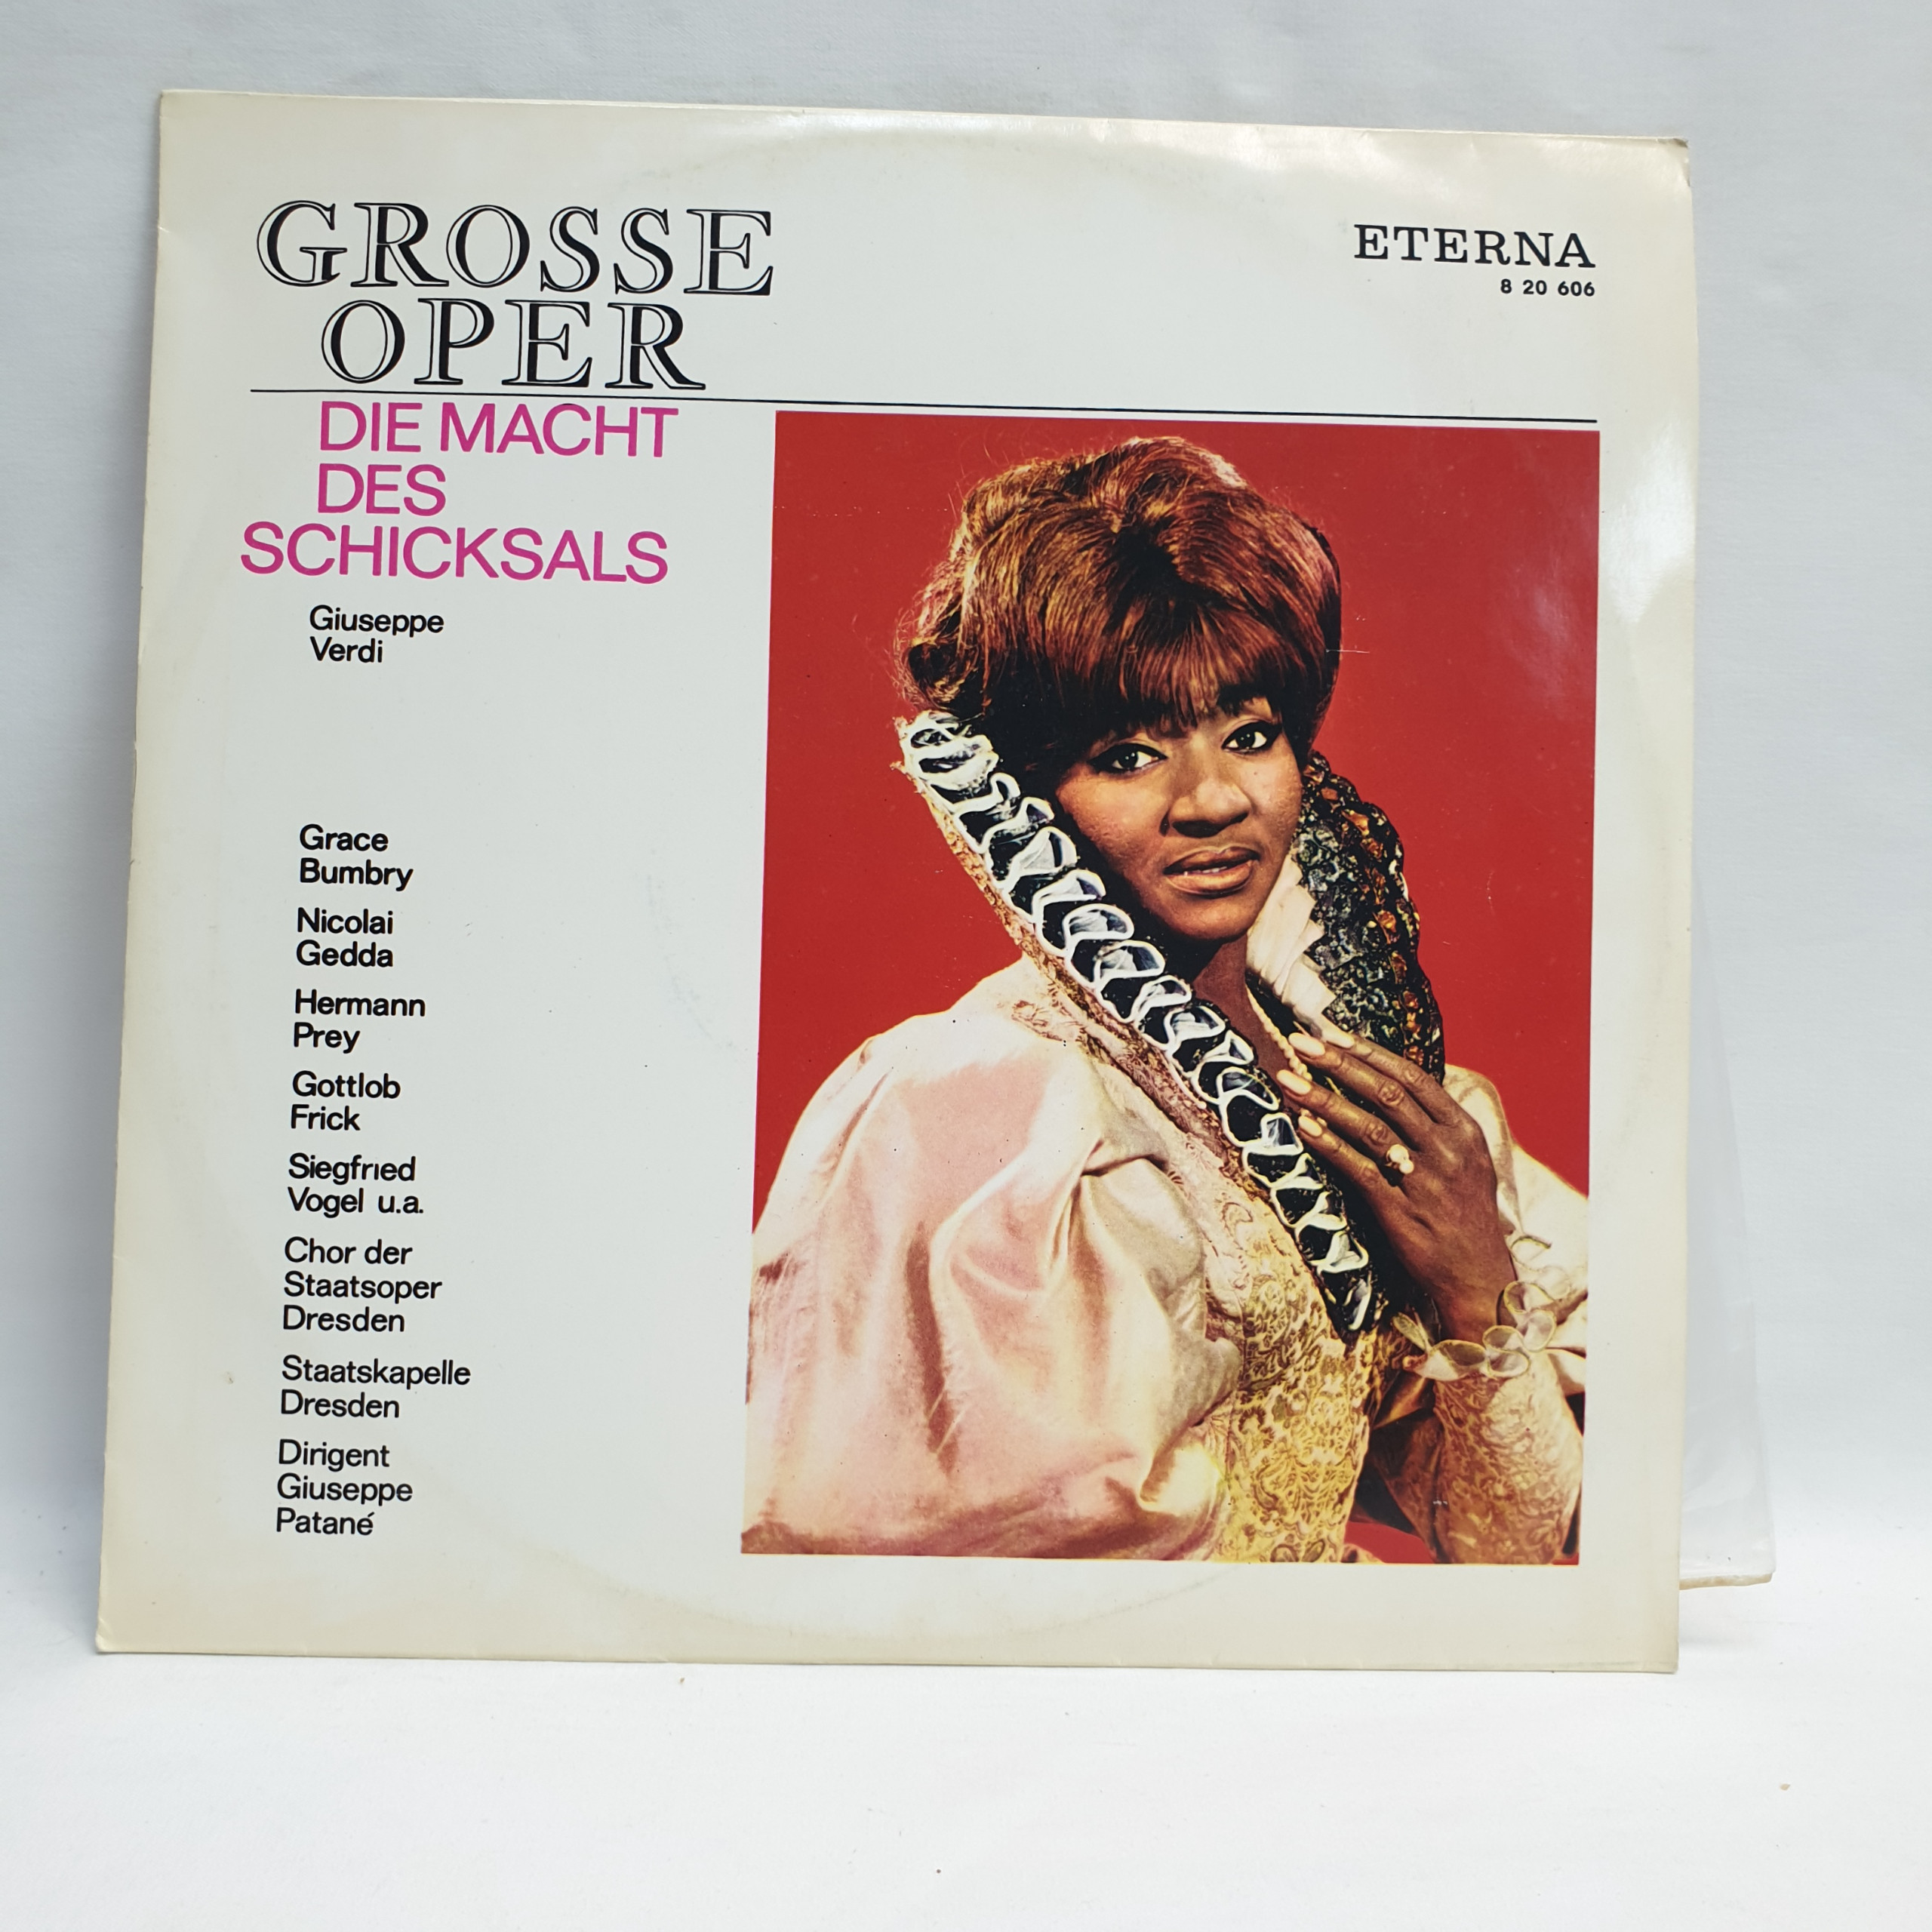 GROSSE
OPER
ETERNA
8 20 606
DIE MACHT
DES
SCHICKSALS
Giuseppe
Verdi
Grace
Bumbry
Nicolai
Gedda
Hermann
Prey
Gottlob
Frick
Siegfried
Vogel u.a.
Chor der
Staatsoper
Dresden
Staatskapelle
Dresden
Dirigent
Giuseppe
Patané